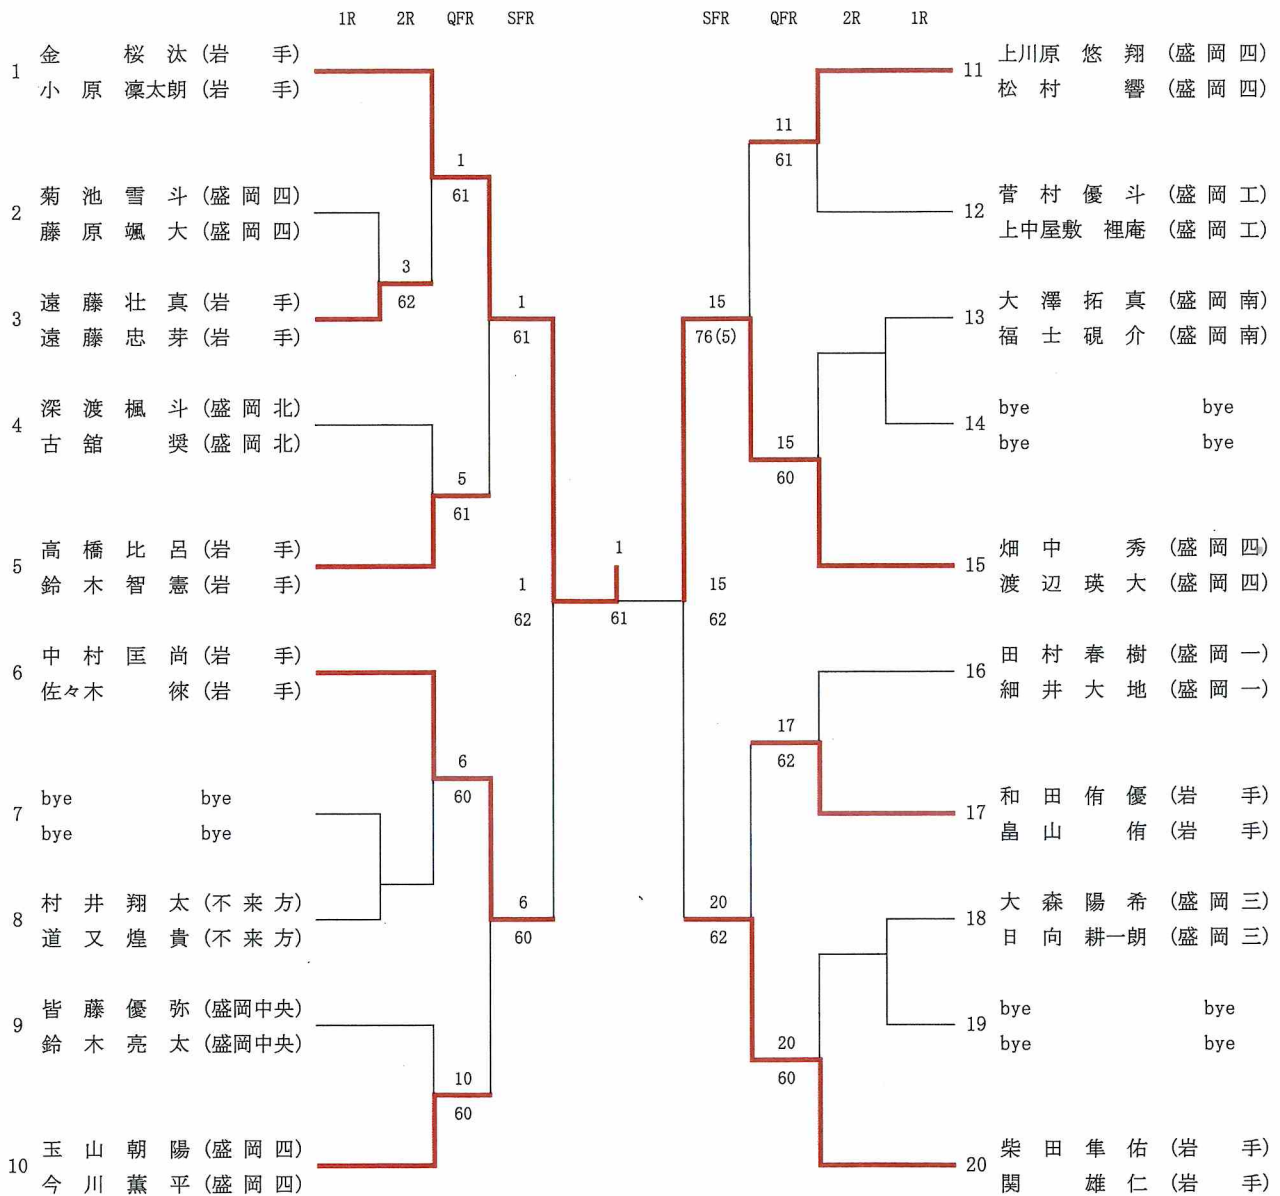 1R 2R QFR SFR SFR QFR 2R 1R
1 金 桜 汰 (岩 手)
小 原 凜太朗 (岩 手)
2 菊 池 雪 斗 (盛 岡 四)
藤 原 颯 大 (盛 岡 四)
3 遠 藤 壮 真 (岩 手)
遠 藤 忠 芽 (岩 手)
4 深 渡 楓 斗 (盛 岡 北)
古 舘 奨 (盛 岡 北)
5 高 橋 比 呂 (岩 手)
鈴 木 智 憲 (岩 手)
6 中 村 匡 尚 (岩 手)
佐々木 徠 (岩 手)
7 bye bye
bye bye
8 村 井 翔 太 (不 来 方)
道 又 煌 貴 (不 来 方)
9 皆 藤 優 弥 (盛岡中央)
鈴 木 亮 太 (盛岡中央)
10 玉 山 朝 陽 (盛 岡 四)
今 川 薫 平 (盛 岡 四)
3
62
1
61
5
61
6
60
10
60
1
61
6
60
1
62
1
61
15
62
15
76(5)
20
62
11
61
15
60
17
62
20
60
11 上川原 悠 翔 (盛 岡 四)
松 村 響 (盛 岡 四)
12 菅 村 優 斗 (盛 岡 工)
上中屋敷 裡庵 (盛 岡 工)
13 大 澤 拓 真 (盛 岡 南)
福 士 硯 介 (盛 岡 南)
14 bye bye
bye bye
15 畑 中 秀 (盛 岡 四)
渡 辺 瑛 大 (盛 岡 四)
16 田 村 春 樹 (盛 岡 一)
細 井 大 地 (盛 岡 一)
17 和 田 侑 優 (岩 手)
畠 山 侑 (岩 手)
18 大 森 陽 希 (盛 岡 三)
日 向 耕一朗 (盛 岡 三)
19 bye bye
bye bye
20 柴 田 隼 佑 (岩 手)
関 雄 仁 (岩 手)